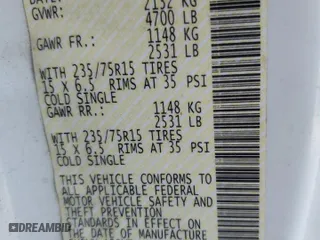 DATE: 2132 KG
GVWR: 4700 LB
GAWR FR.: 1148 KG
2531 LB
WITH 235/75R15 TIRES
15 X 6.5 RIMS AT 35 PSI
COLD SINGLE
GAWR RR.: 1148 KG
2531 LB
WITH 235/75R15 TIRES
15 X 6.5 RIMS AT 35 PSI
COLD SINGLE
THIS VEHICLE CONFORMS TO
ALL APPLICABLE FEDERAL
MOTOR VEHICLE SAFETY AND
THEFT PREVENTION
STANDARDS IN EFFECT ON
THE DATE OF MANUFACTURE
DREAMBID